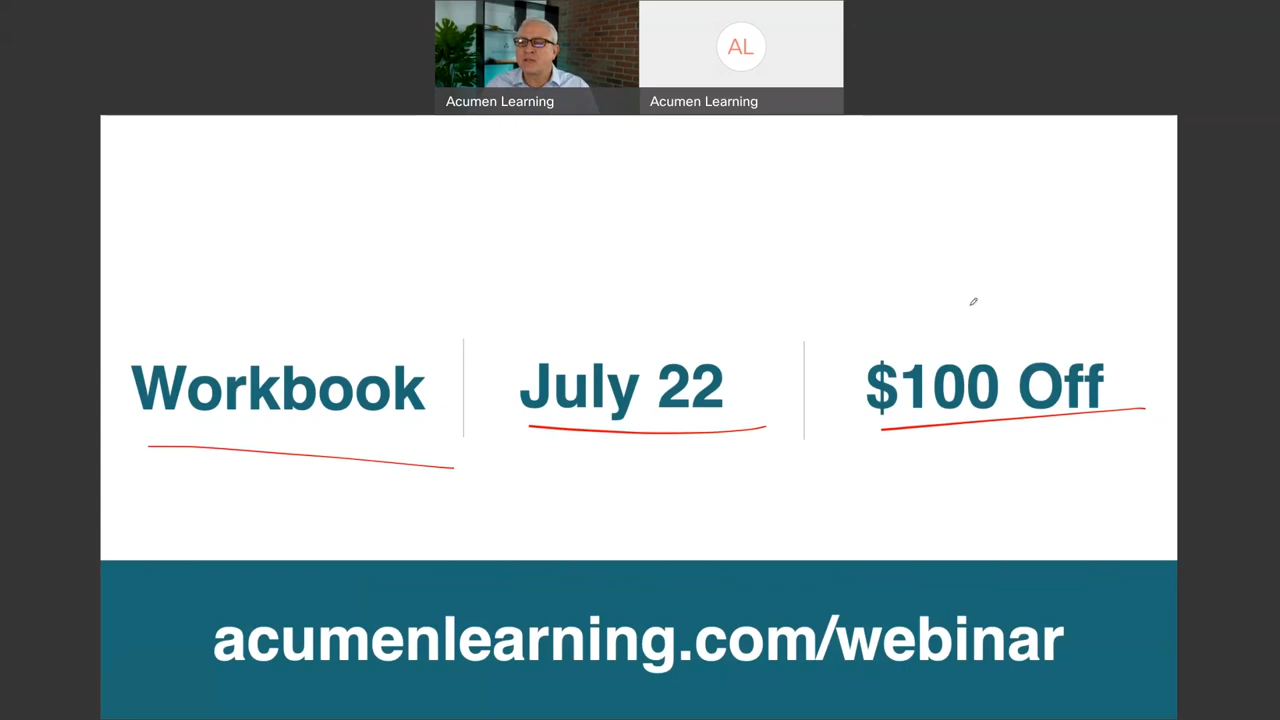 AL
Acumen Learning
Acumen Learning
Workbook
July 22
$100 Off
acumenlearning.com/webinar